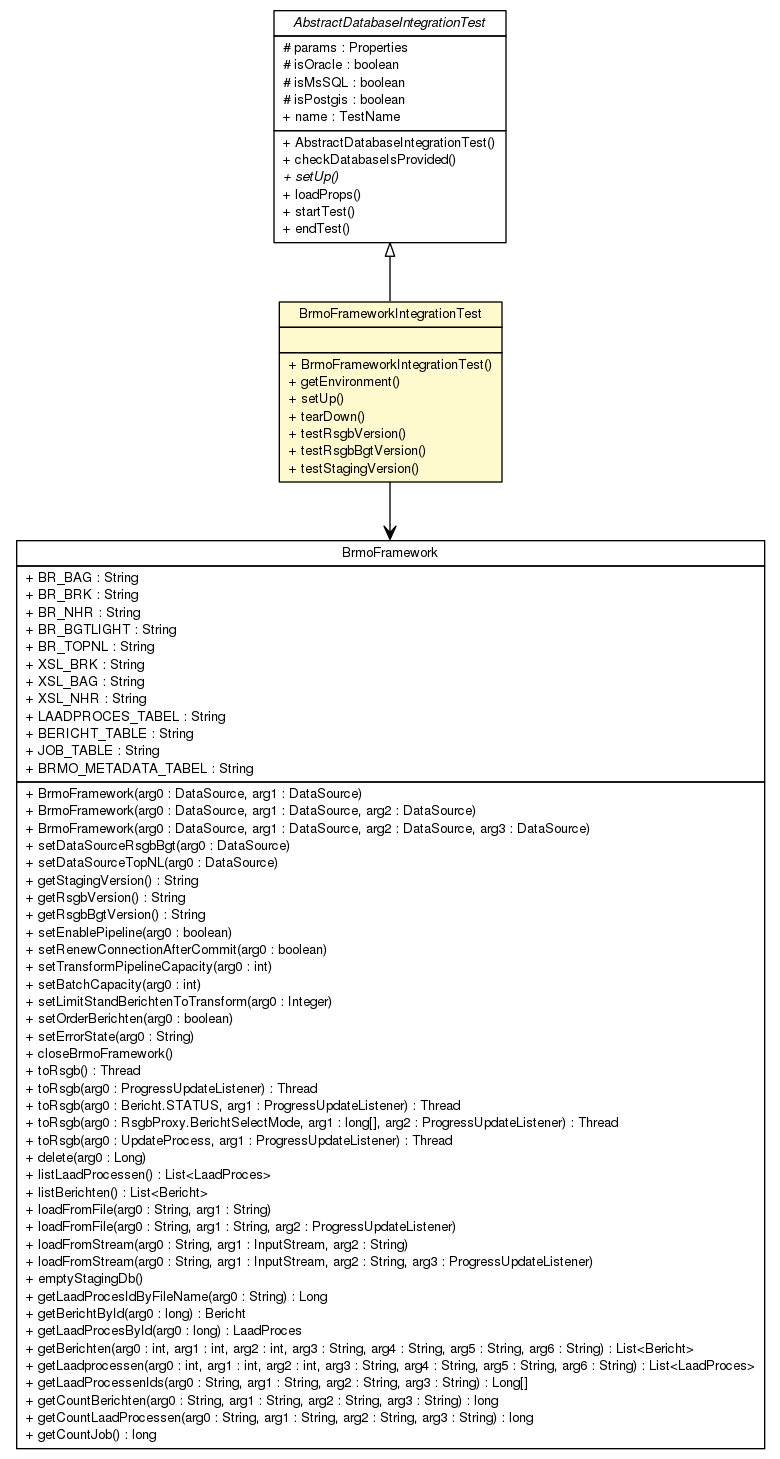 AbstractDatabaseIntegrationTest
# params : Properties
# isOracle : boolean
# isMsSQL : boolean
# isPostgis : boolean
+ name : TestName
+ AbstractDatabaseIntegrationTest()
+ checkDatabaseIsProvided()
+ setUp()
+ loadProps()
+ startTest()
+ endTest()
BrmoFrameworkIntegrationTest
+ BrmoFrameworkIntegrationTest()
+ getEnvironment()
+ setUp()
+ tearDown()
+ testRsgbVersion()
+ testRsgbBgtVersion()
+ testStagingVersion()
BrmoFramework
+ BR_BAG : String
+ BR_BRK : String
+ BR_NHR : String
+ BR_BGTLIGHT : String
+ BR_TOPNL : String
+ XSL_BRK : String
+ XSL_BAG : String
+ XSL_NHR : String
+ LAADPROCES_TABEL : String
+ BERICHT_TABLE : String
+ JOB_TABLE : String
+ BRMO_METADATA_TABEL : String
+ BrmoFramework(arg0 : DataSource, arg1 : DataSource)
+ BrmoFramework(arg0 : DataSource, arg1 : DataSource, arg2 : DataSource)
+ BrmoFramework(arg0 : DataSource, arg1 : DataSource, arg2 : DataSource, arg3 : DataSource)
+ setDataSourceRsgbBgt(arg0 : DataSource)
+ setDataSourceTopNL(arg0 : DataSource)
+ getStagingVersion() : String
+ getRsgbVersion() : String
+ getRsgbBgtVersion() : String
+ setEnablePipeline(arg0 : boolean)
+ setRenewConnectionAfterCommit(arg0 : boolean)
+ setTransformPipelineCapacity(arg0 : int)
+ setBatchCapacity(arg0 : int)
+ setLimitStandBerichtenToTransform(arg0 : Integer)
+ setOrderBerichten(arg0 : boolean)
+ setErrorState(arg0 : String)
+ closeBrmoFramework()
+ toRsgb() : Thread
+ toRsgb(arg0 : ProgressUpdateListener) : Thread
+ toRsgb(arg0 : Bericht.STATUS, arg1 : ProgressUpdateListener) : Thread
+ toRsgb(arg0 : RsgbProxy.BerichtSelectMode, arg1 : long[], arg2 : ProgressUpdateListener) : Thread
+ toRsgb(arg0 : UpdateProcess, arg1 : ProgressUpdateListener) : Thread
+ delete(arg0 : Long)
+ listLaadProcessen() : List<LaadProces>
+ listBerichten() : List<Bericht>
+ loadFromFile(arg0 : String, arg1 : String)
+ loadFromFile(arg0 : String, arg1 : String, arg2 : ProgressUpdateListener)
+ loadFromStream(arg0 : String, arg1 : InputStream, arg2 : String)
+ loadFromStream(arg0 : String, arg1 : InputStream, arg2 : String, arg3 : ProgressUpdateListener)
+ emptyStagingDb()
+ getLaadProcesIdByFileName(arg0 : String) : Long
+ getBerichtById(arg0 : long) : Bericht
+ getLaadProcesById(arg0 : long) : LaadProces
+ getBerichten(arg0 : int, arg1 : int, arg2 : int, arg3 : String, arg4 : String, arg5 : String, arg6 : String) : List<Bericht>
+ getLaadprocessen(arg0 : int, arg1 : int, arg2 : int, arg3 : String, arg4 : String, arg5 : String, arg6 : String) : List<LaadProces>
+ getLaadProcessenIds(arg0 : String, arg1 : String, arg2 : String, arg3 : String) : Long[]
+ getCountBerichten(arg0 : String, arg1 : String, arg2 : String, arg3 : String) : long
+ getCountLaadProcessen(arg0 : String, arg1 : String, arg2 : String, arg3 : String) : long
+ getCountJob() : long